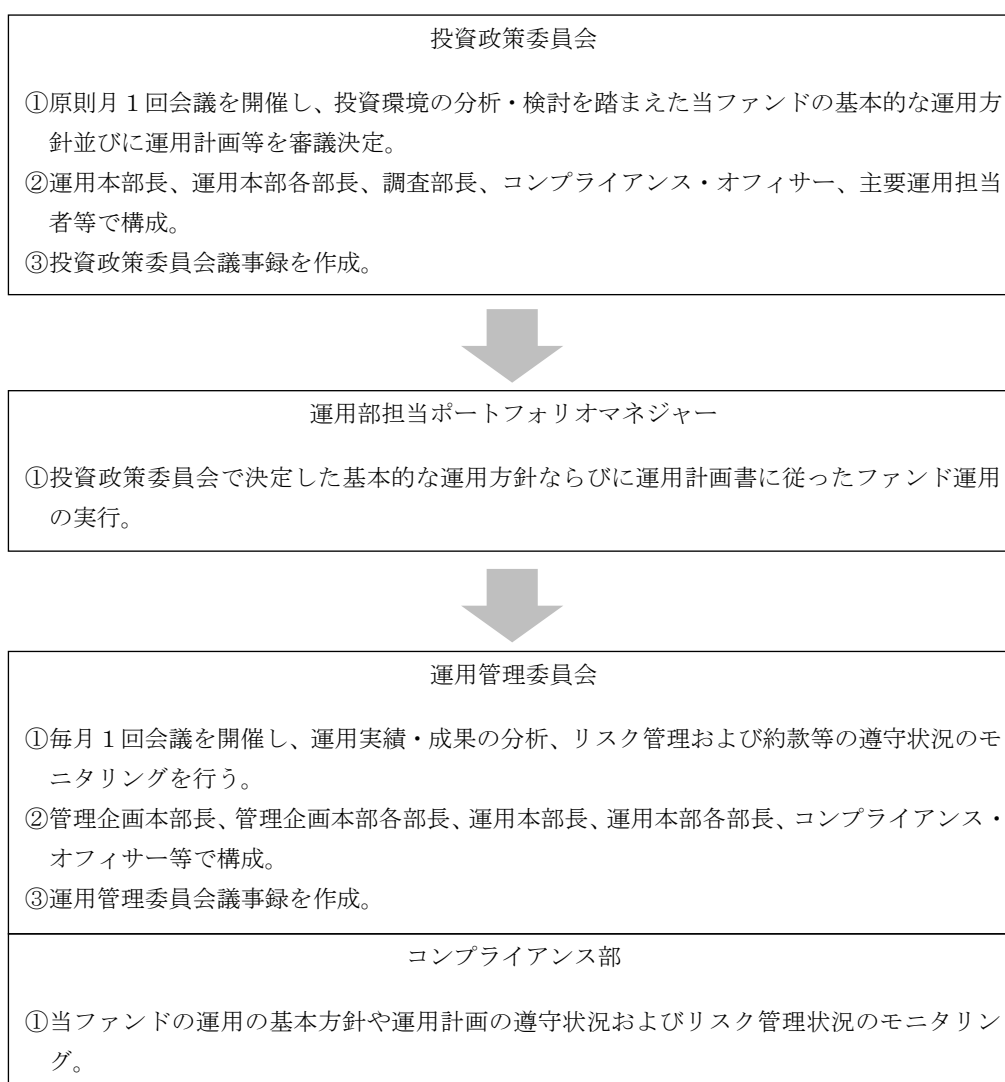 投資政策委員会
①原則月１回会議を開催し、投資環境の分析・検討を踏まえた当ファンドの基本的な運用方
針並びに運用計画等を審議決定。
②運用本部長、運用本部各部長、調査部長、コンプライアンス・オフィサー、主要運用担当
者等で構成。
③投資政策委員会議事録を作成。
運用部担当ポートフォリオマネジャー
①投資政策委員会で決定した基本的な運用方針ならびに運用計画書に従ったファンド運用
の実行。
運用管理委員会
①毎月１回会議を開催し、運用実績・成果の分析、リスク管理および約款等の遵守状況のモ
ニタリングを行う。
②管理企画本部長、管理企画本部各部長、運用本部長、運用本部各部長、コンプライアンス・
オフィサー等で構成。
③運用管理委員会議事録を作成。
コンプライアンス部
①当ファンドの運用の基本方針や運用計画の遵守状況およびリスク管理状況のモニタリン
グ。